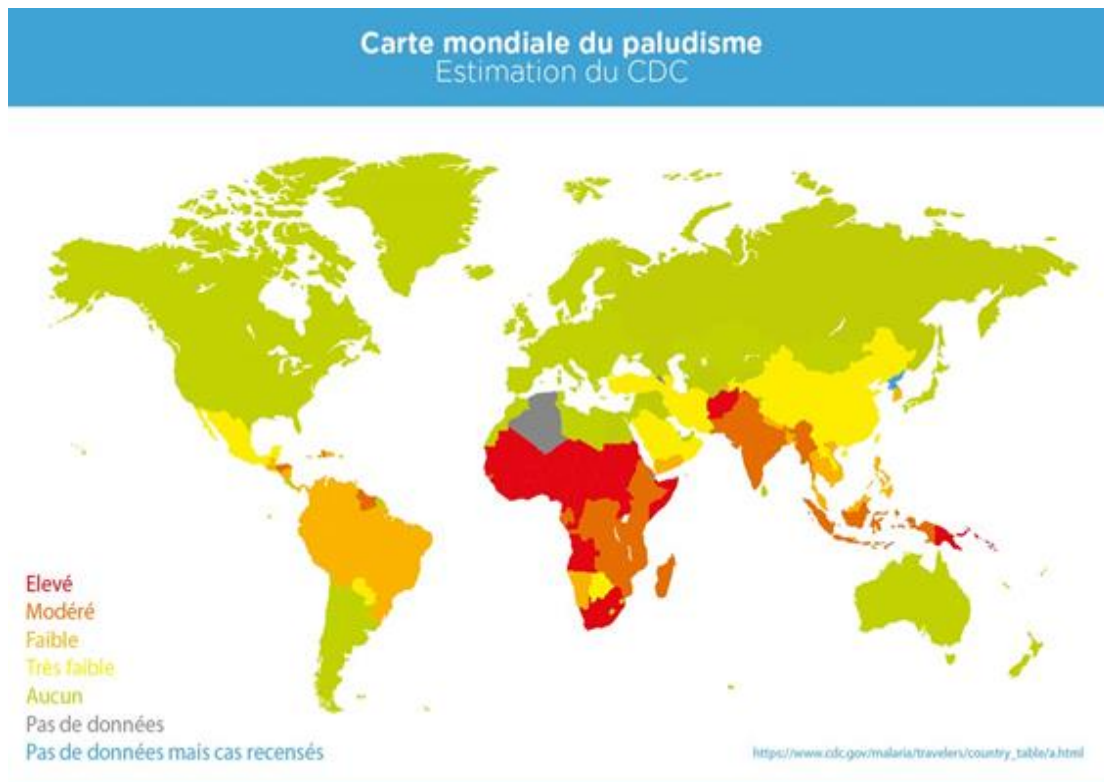 Carte mondiale du paludisme
Estimation du CDC
Elevé
Modéré
Faible
Très faible
Aucun
Pas de données
Pas de données mais cas recensés
https://www.cdc.gov/malaria/travelers/country_table/a.html